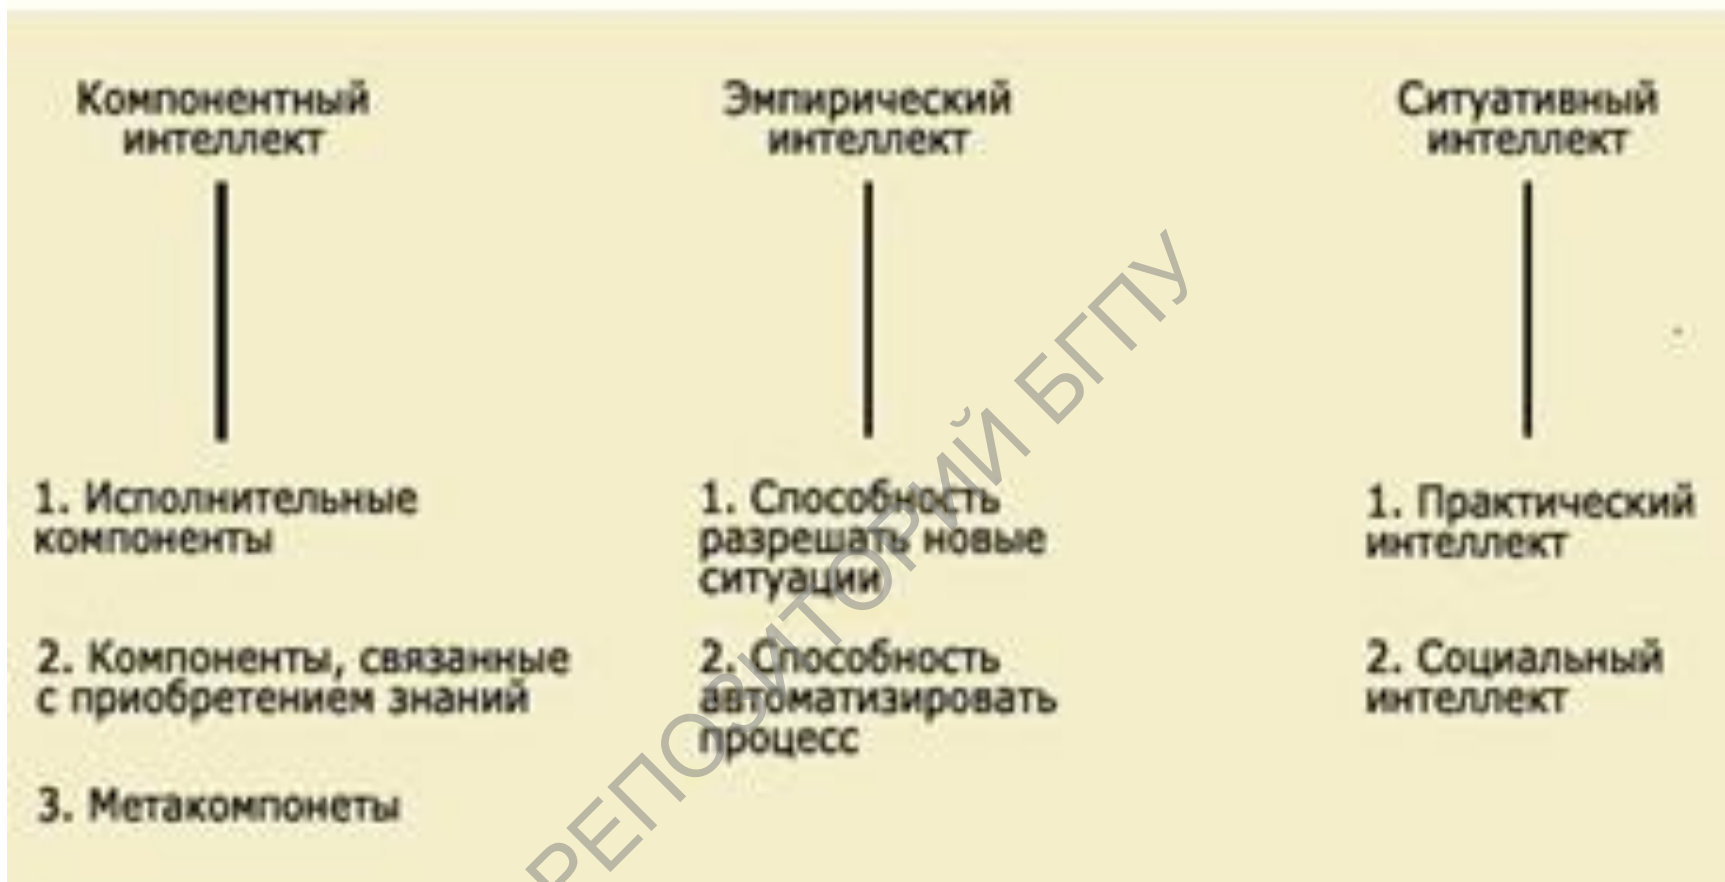 Компонентный
интеллект
Эмпирический
интеллект
Ситуативный
интеллект
1. Исполнительные
компоненты
2. Компоненты, связанные
с приобретением знаний
3. Метакомпонеты
1. Способность
разрешать новые
ситуации
2. Способность
автоматизировать
процесс
1. Практический
интеллект
2. Социальный
интеллект
РЕПОЗИТОРИЙ БГПУ